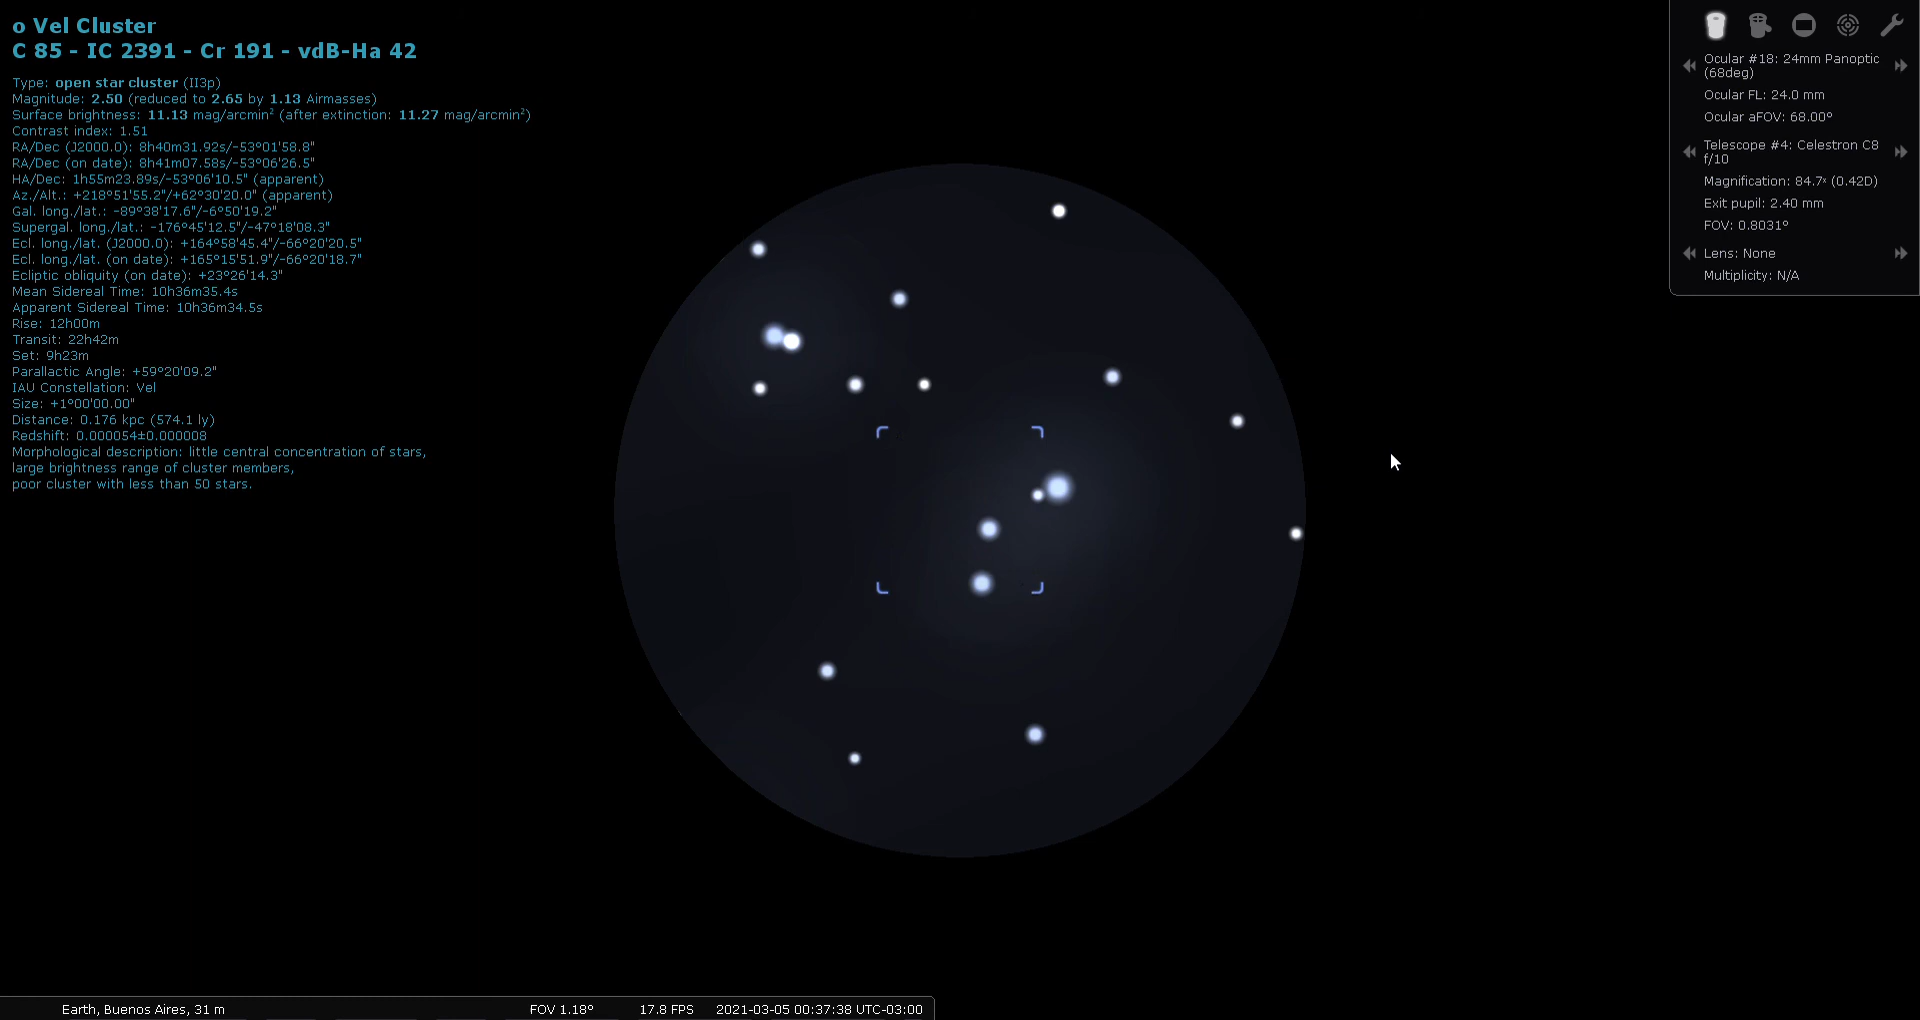 o Vel Cluster
C 85 - IC 2391 - Cr 191 - vdB-Ha 42
Type: open star cluster (II3p)
Magnitude: 2.50 (reduced to 2.65 by 1.13 Airmasses)
Surface brightness: 11.13 mag/arcmin² (after extinction: 11.27 mag/arcmin²)
Contrast index: 1.51
RA/Dec (J2000.0): 8h40m31.92s/-53°01'58.8"
RA/Dec (on date): 8h41m07.58s/-53°06'26.5"
HA/Dec: 1h55m23.89s/-53°06'10.5" (apparent)
Az./Alt.: +218°51'55.2"/+62°30'20.0" (apparent)
Gal. long./lat.: -89°38'17.6"/-6°50'19.2"
Supergal. long./lat.: -176°45'12.5"/-47°18'08.3"
Ecl. long./lat. (J2000.0): +164°58'45.4"/-66°20'20.5"
Ecl. long./lat. (on date): +165°15'51.9"/-66°20'18.7"
Ecliptic obliquity (on date): +23°26'14.3"
Mean Sidereal Time: 10h36m35.4s
Apparent Sidereal Time: 10h36m34.5s
Rise: 12h00m
Transit: 22h42m
Set: 9h23m
Parallactic Angle: +59°20'09.2"
IAU Constellation: Vel
Size: +1°00'00.00"
Distance: 0.176 kpc (574.1 ly)
Redshift: 0.000054±0.000008
Morphological description: little central concentration of stars,
large brightness range of cluster members,
poor cluster with less than 50 stars.
Ocular #18: 24mm Panoptic
(68deg)
Ocular FL: 24.0 mm
Ocular aFOV: 68.00°
Telescope #4: Celestron C8
f/10
Magnification: 84.7ˣ (0.42D)
Exit pupil: 2.40 mm
FOV: 0.8031°
Lens: None
Multiplicity: N/A
Earth, Buenos Aires, 31 m
FOV 1.18°
17.8 FPS
2021-03-05 00:37:38 UTC-03:00